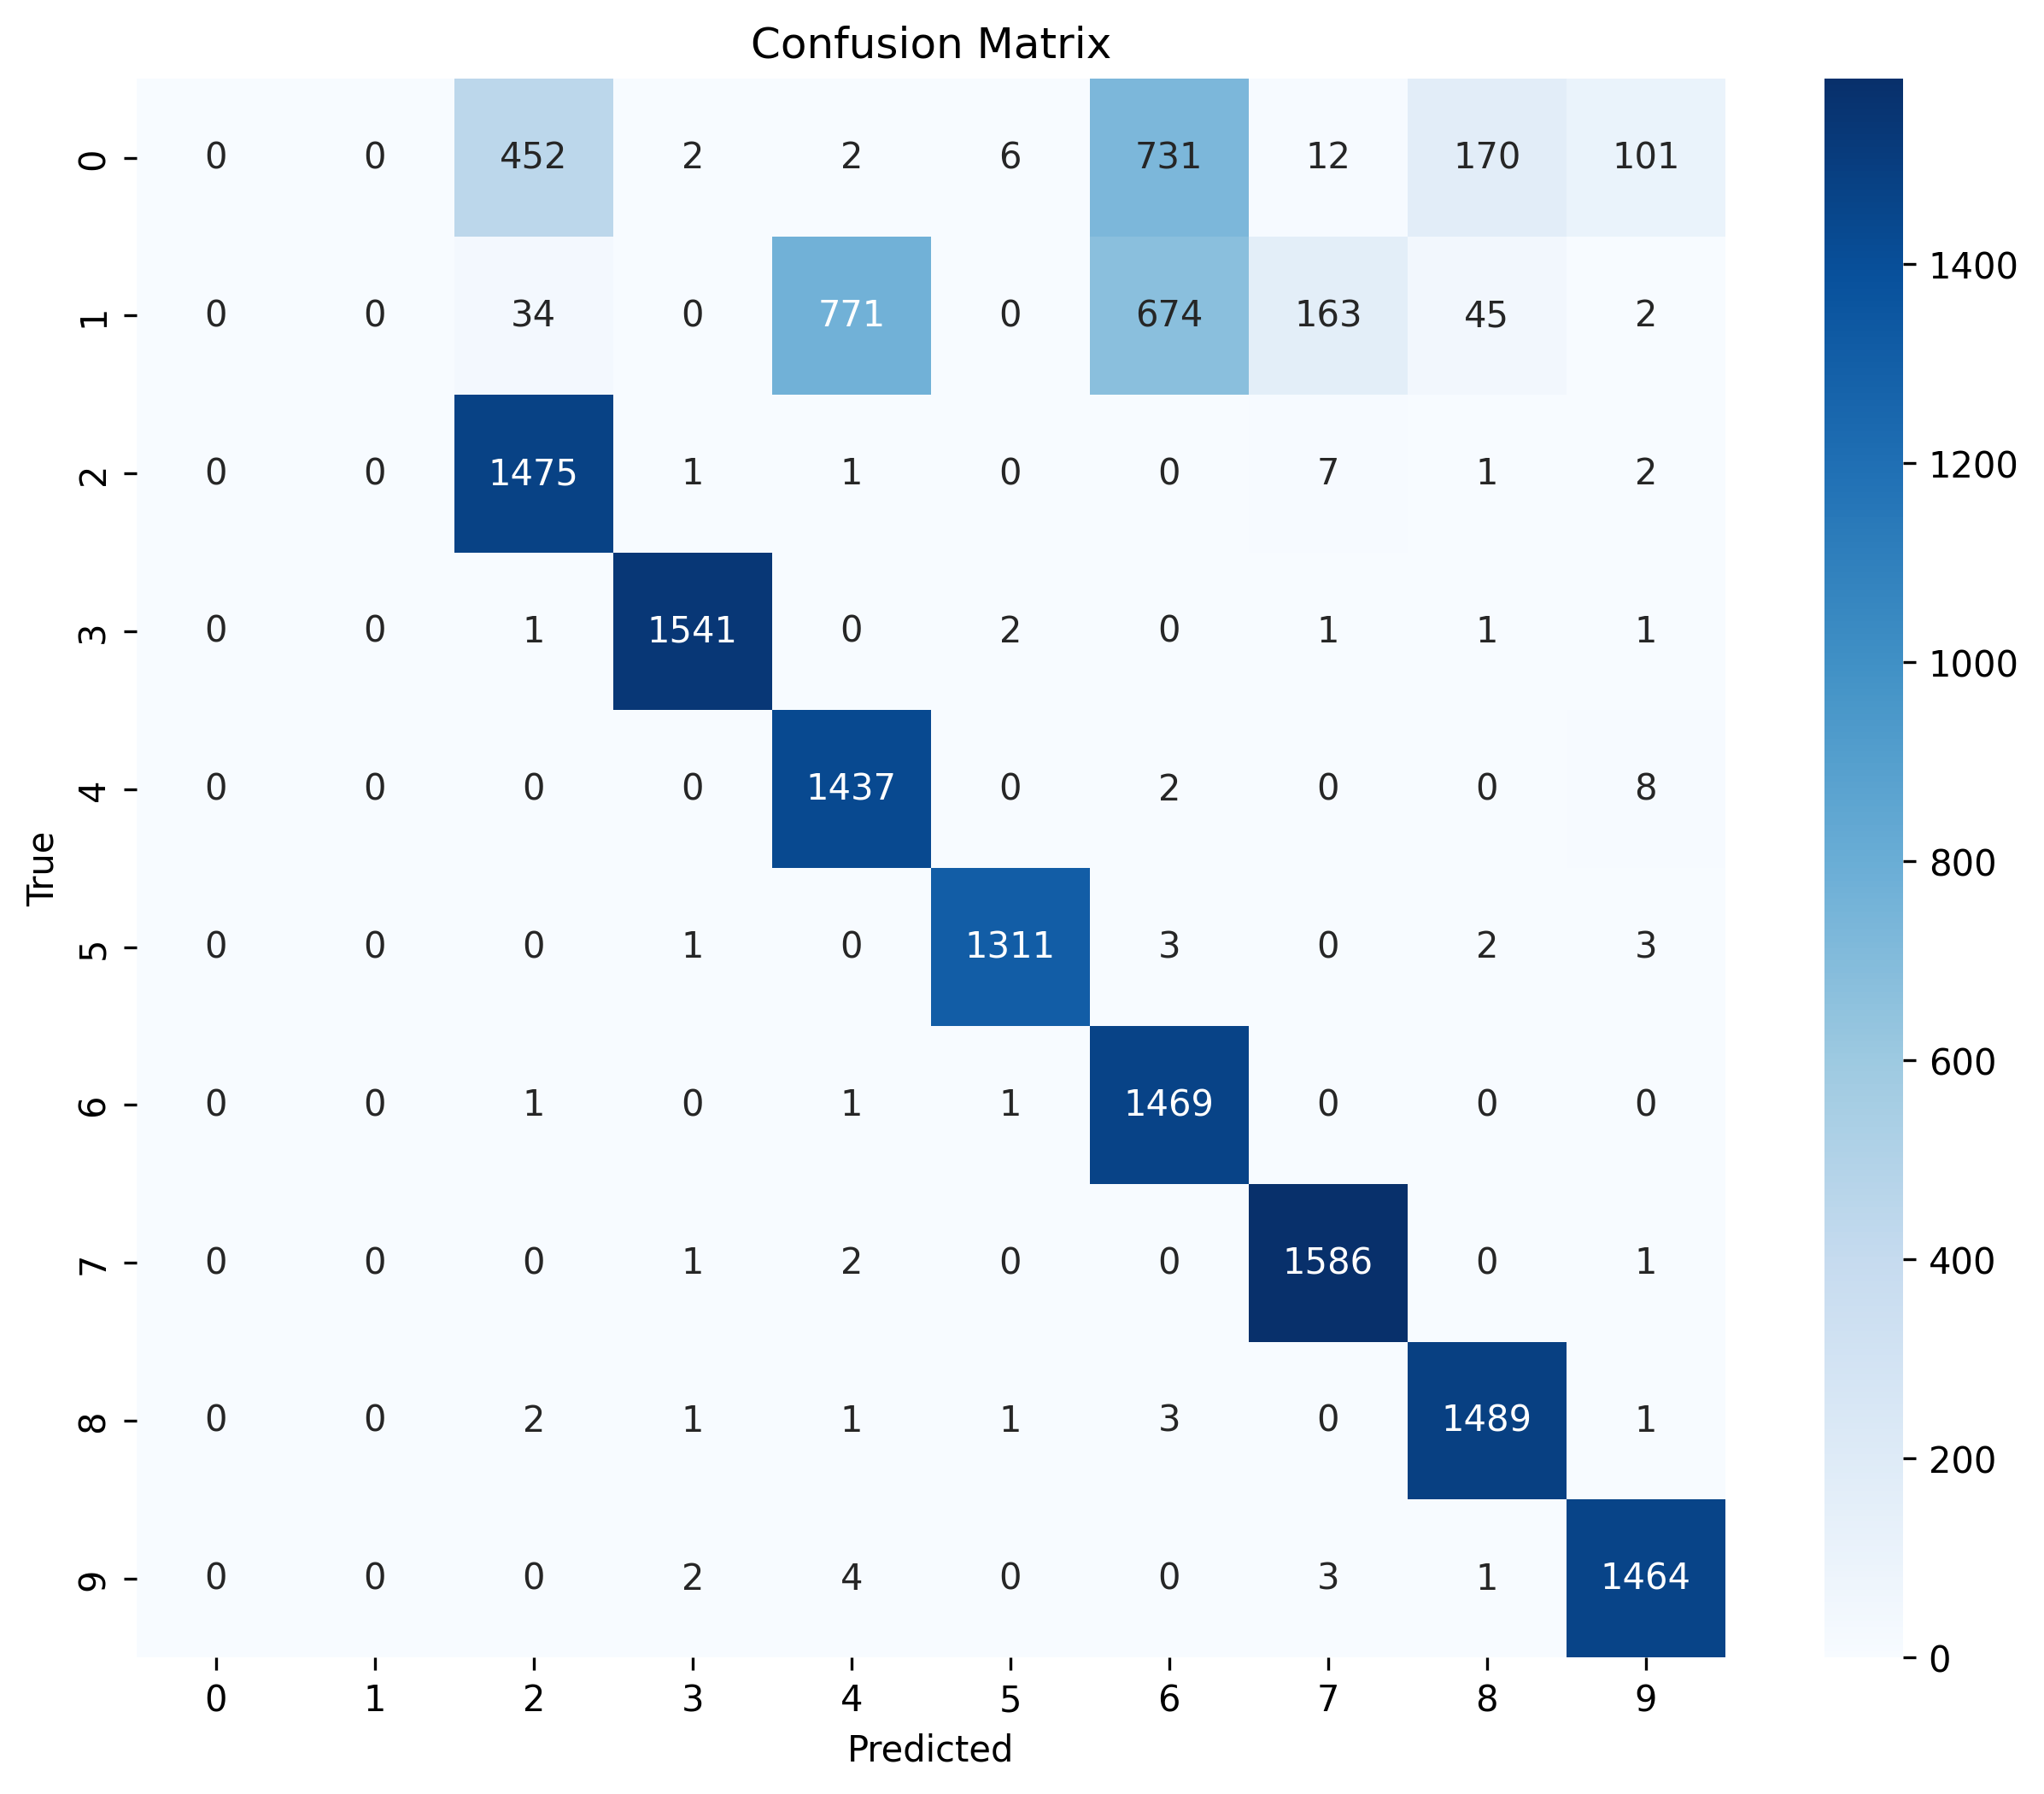 Confusion Matrix
0 0 0 452 2 2 6 731 12 170 101
1 0 0 34 0 771 0 674 163 45 2
2 0 0 1475 1 1 0 0 7 1 2
3 0 0 1 1541 0 2 0 1 1 1
4 0 0 0 0 1437 0 2 0 0 8
5 0 0 0 1 0 1311 3 0 2 3
6 0 0 1 0 1 1 1469 0 0 0
7 0 0 0 1 2 0 0 1586 0 1
8 0 0 2 1 1 1 3 0 1489 1
9 0 0 0 2 4 0 0 3 1 1464
0 1 2 3 4 5 6 7 8 9
Predicted
True
1400
1200
1000
800
600
400
200
0